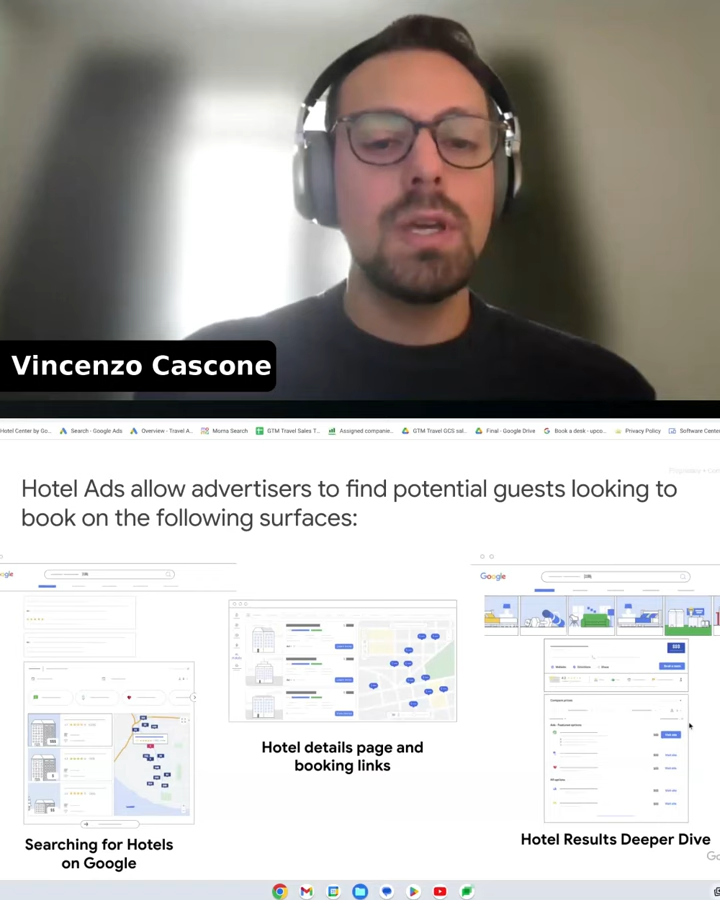 Vincenzo Cascone
Hotel Center by Go... Search - Google Ads Overview - Travel A... Moma Search GTM Travel Sales T... Assigned companie... GTM Travel GCS sal... Final - Google Drive Book a desk - upco... Privacy Policy Software Center
Hotel Ads allow advertisers to find potential guests looking to
book on the following surfaces:
ogle
Google
Hotel details page and
booking links
Searching for Hotels
on Google
Hotel Results Deeper Dive
Go